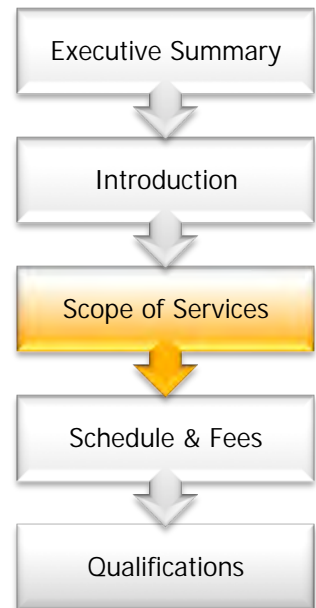 Executive Summary
Introduction
Scope of Services
Schedule & Fees
Qualifications